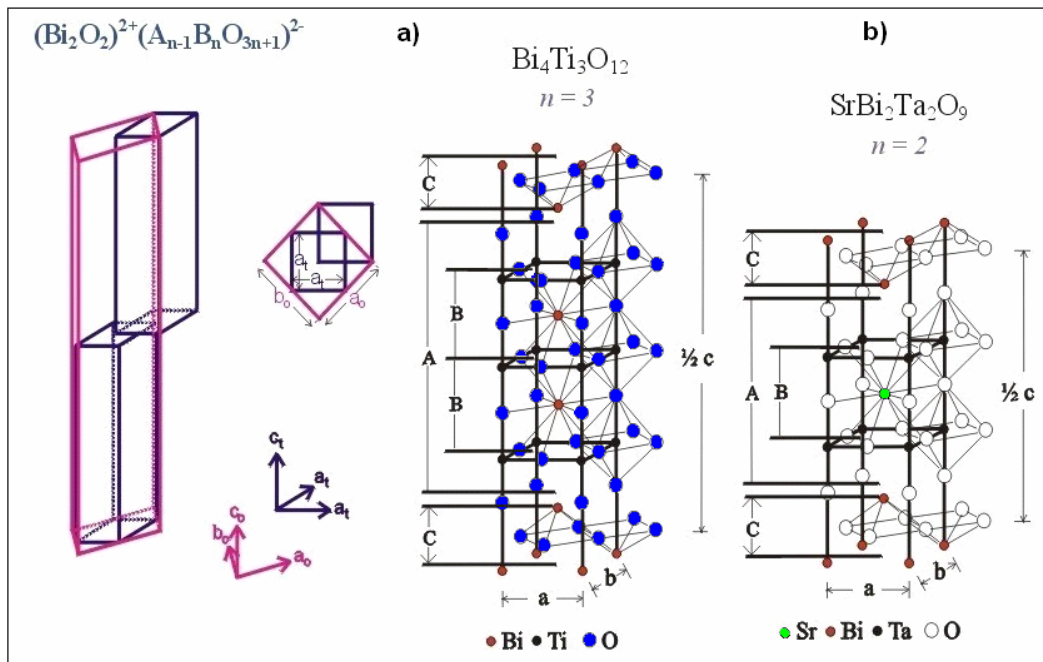 (Bi₂O₂)²⁺(Aₙ₋₁BₙO₃ₙ₊₁)²⁻
a)
b)
Bi₄Ti₃O₁₂
n = 3
SrBi₂Ta₂O₉
n = 2
C
A
B
B
C
½ c
a
b
Bi Ti O
C
A
B
C
½ c
a
b
Sr Bi Ta O
aₜ
aₜ
bₒ
aₒ
cₜ
aₜ
aₜ
cₒ
bₒ
aₒ